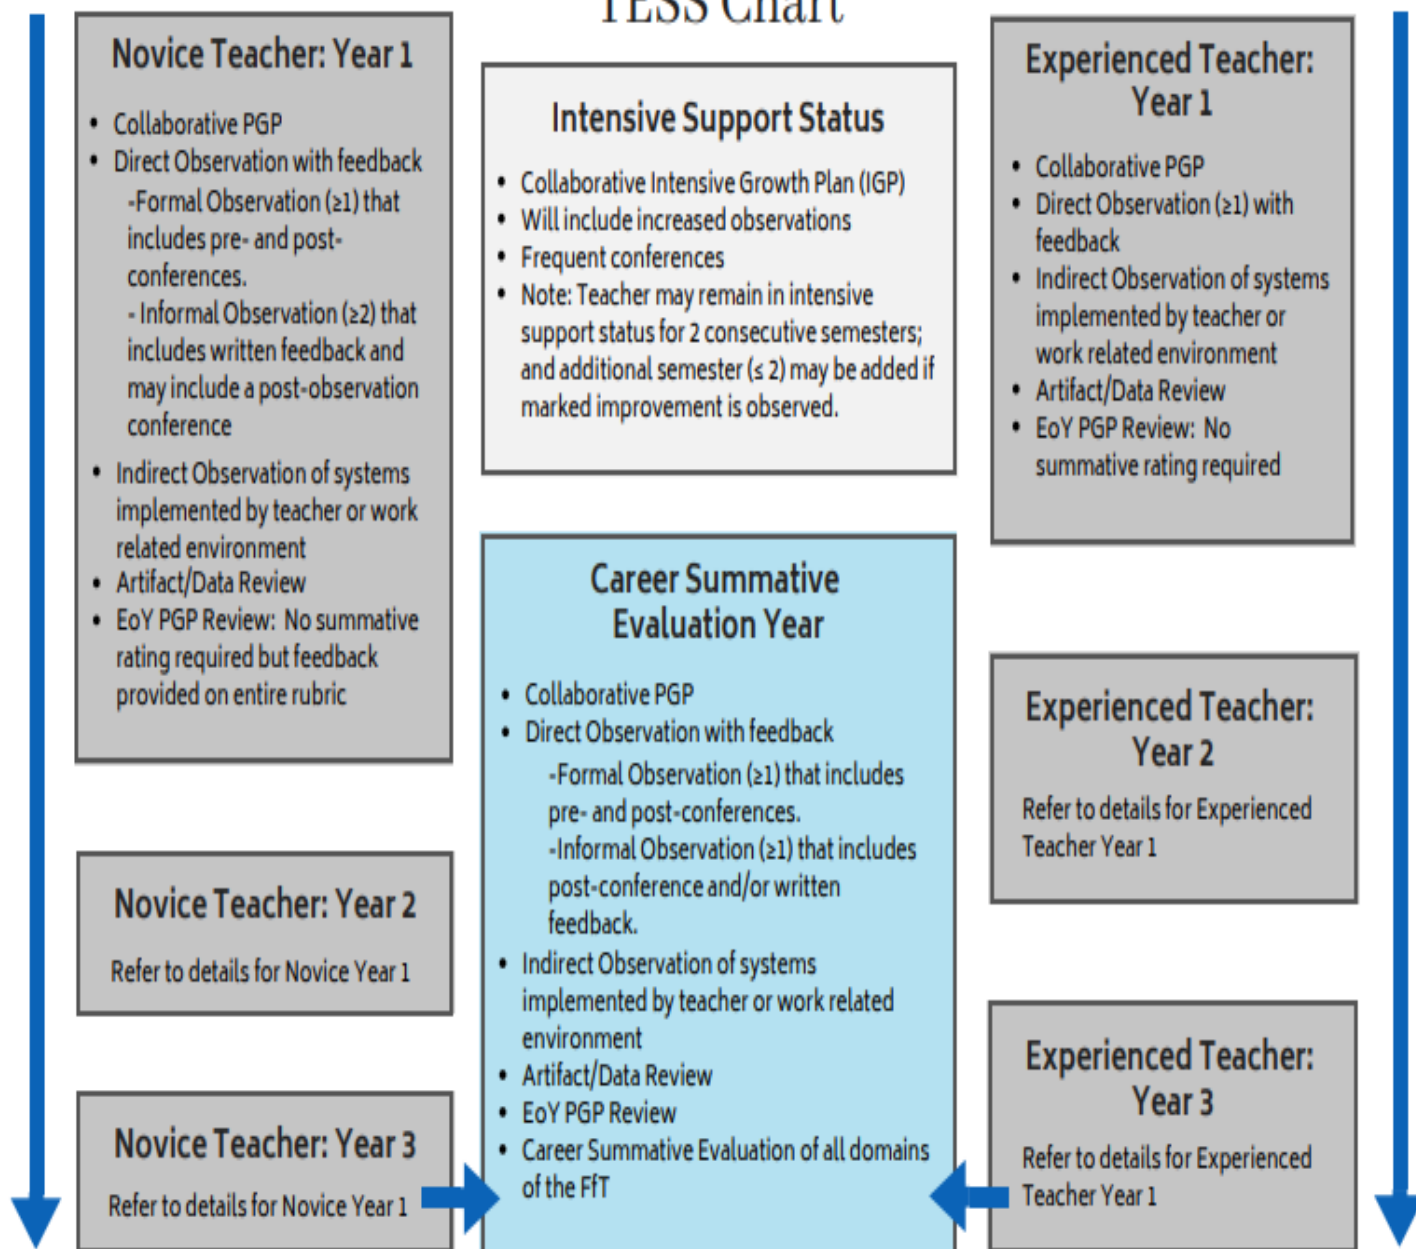 TESS Chart
Novice Teacher: Year 1
• Collaborative PGP
• Direct Observation with feedback
-Formal Observation (≥1) that
includes pre- and post-
conferences.
- Informal Observation (≥2) that
includes written feedback and
may include a post-observation
conference
• Indirect Observation of systems
implemented by teacher or work
related environment
• Artifact/Data Review
• EoY PGP Review: No summative
rating required but feedback
provided on entire rubric
Novice Teacher: Year 2
Refer to details for Novice Year 1
Novice Teacher: Year 3
Refer to details for Novice Year 1
Intensive Support Status
• Collaborative Intensive Growth Plan (IGP)
• Will include increased observations
• Frequent conferences
• Note: Teacher may remain in intensive
support status for 2 consecutive semesters;
and additional semester (≤ 2) may be added if
marked improvement is observed.
Career Summative
Evaluation Year
• Collaborative PGP
• Direct Observation with feedback
-Formal Observation (≥1) that includes
pre- and post-conferences.
-Informal Observation (≥1) that includes
post-conference and/or written
feedback.
• Indirect Observation of systems
implemented by teacher or work related
environment
• Artifact/Data Review
• EoY PGP Review
• Career Summative Evaluation of all domains
of the FfT
Experienced Teacher:
Year 1
• Collaborative PGP
• Direct Observation (≥1) with
feedback
• Indirect Observation of systems
implemented by teacher or
work related environment
• Artifact/Data Review
• EoY PGP Review: No
summative rating required
Experienced Teacher:
Year 2
Refer to details for Experienced
Teacher Year 1
Experienced Teacher:
Year 3
Refer to details for Experienced
Teacher Year 1